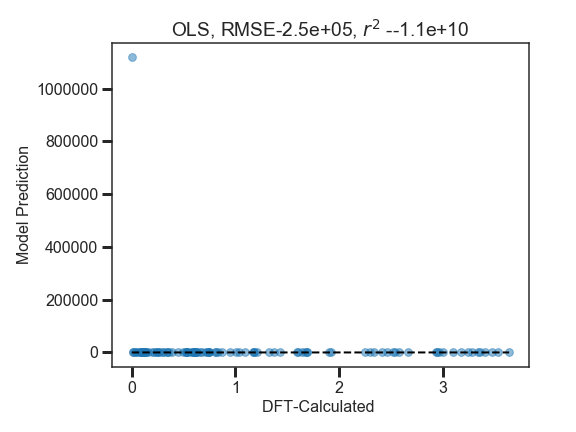 OLS, RMSE-2.5e+05, r² --1.1e+10
1000000
800000
600000
400000
200000
0
Model Prediction
0 1 2 3
DFT-Calculated